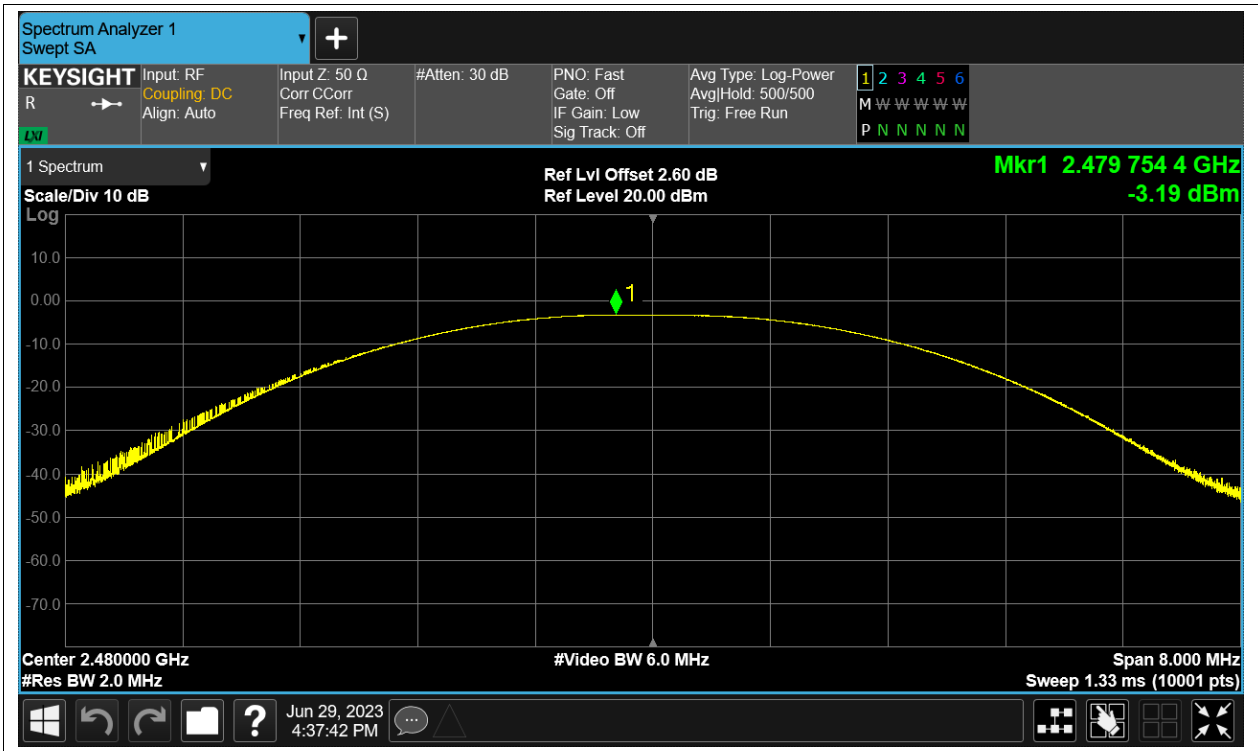 Spectrum Analyzer 1
Swept SA
+
KEYSIGHT
R
LXI
Input: RF
Coupling: DC
Align: Auto
Input Z: 50 Ω
Corr CCorr
Freq Ref: Int (S)
#Atten: 30 dB
PNO: Fast
Gate: Off
IF Gain: Low
Sig Track: Off
Avg Type: Log-Power
Avg|Hold: 500/500
Trig: Free Run
1 2 3 4 5 6
M W W W W W
P N N N N N
1 Spectrum
Scale/Div 10 dB
Log
Ref Lvl Offset 2.60 dB
Ref Level 20.00 dBm
Mkr1 2.479 754 4 GHz
-3.19 dBm
10.0
0.00
-10.0
-20.0
-30.0
-40.0
-50.0
-60.0
-70.0
1
Center 2.480000 GHz
#Res BW 2.0 MHz
#Video BW 6.0 MHz
Span 8.000 MHz
Sweep 1.33 ms (10001 pts)
?
Jun 29, 2023
4:37:42 PM